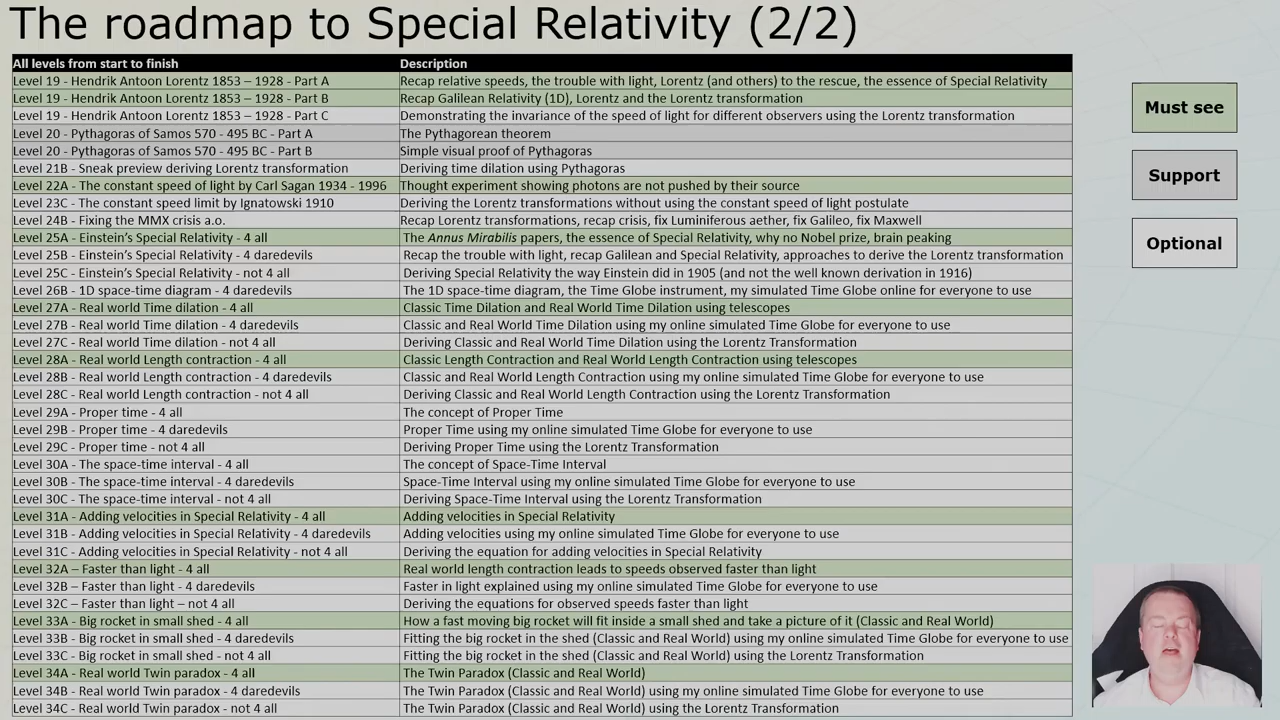 The roadmap to Special Relativity (2/2)
All levels from start to finish Description
Level 19 - Hendrik Antoon Lorentz 1853 – 1928 - Part A Recap relative speeds, the trouble with light, Lorentz (and others) to the rescue, the essence of Special Relativity
Level 19 - Hendrik Antoon Lorentz 1853 – 1928 - Part B Recap Galilean Relativity (1D), Lorentz and the Lorentz transformation
Level 19 - Hendrik Antoon Lorentz 1853 – 1928 - Part C Demonstrating the invariance of the speed of light for different observers using the Lorentz transformation
Level 20 - Pythagoras of Samos 570 - 495 BC - Part A The Pythagorean theorem
Level 20 - Pythagoras of Samos 570 - 495 BC - Part B Simple visual proof of Pythagoras
Level 21B - Sneak preview deriving Lorentz transformation Deriving time dilation using Pythagoras
Level 22A - The constant speed of light by Carl Sagan 1934 - 1996 Thought experiment showing photons are not pushed by their source
Level 23C - The constant speed limit by Ignatowski 1910 Deriving the Lorentz transformations without using the constant speed of light postulate
Level 24B - Fixing the MMX crisis a.o. Recap Lorentz transformations, recap crisis, fix Luminiferous aether, fix Galileo, fix Maxwell
Level 25A - Einstein's Special Relativity - 4 all The Annus Mirabilis papers, the essence of Special Relativity, why no Nobel prize, brain peaking
Level 25B - Einstein's Special Relativity - 4 daredevils Recap the trouble with light, recap Galilean and Special Relativity, approaches to derive the Lorentz transformation
Level 25C - Einstein's Special Relativity - not 4 all Deriving Special Relativity the way Einstein did in 1905 (and not the well known derivation in 1916)
Level 26B - 1D space-time diagram - 4 daredevils The 1D space-time diagram, the Time Globe instrument, my simulated Time Globe online for everyone to use
Level 27A - Real world Time dilation - 4 all Classic Time Dilation and Real World Time Dilation using telescopes
Level 27B - Real world Time dilation - 4 daredevils Classic and Real World Time Dilation using my online simulated Time Globe for everyone to use
Level 27C - Real world Time dilation - not 4 all Deriving Classic and Real World Time Dilation using the Lorentz Transformation
Level 28A - Real world Length contraction - 4 all Classic Length Contraction and Real World Length Contraction using telescopes
Level 28B - Real world Length contraction - 4 daredevils Classic and Real World Length Contraction using my online simulated Time Globe for everyone to use
Level 28C - Real world Length contraction - not 4 all Deriving Classic and Real World Length Contraction using the Lorentz Transformation
Level 29A - Proper time - 4 all The concept of Proper Time
Level 29B - Proper time - 4 daredevils Proper Time using my online simulated Time Globe for everyone to use
Level 29C - Proper time - not 4 all Deriving Proper Time using the Lorentz Transformation
Level 30A - The space-time interval - 4 all The concept of Space-Time Interval
Level 30B - The space-time interval - 4 daredevils Space-Time Interval using my online simulated Time Globe for everyone to use
Level 30C - The space-time interval - not 4 all Deriving Space-Time Interval using the Lorentz Transformation
Level 31A - Adding velocities in Special Relativity - 4 all Adding velocities in Special Relativity
Level 31B - Adding velocities in Special Relativity - 4 daredevils Adding velocities using my online simulated Time Globe for everyone to use
Level 31C - Adding velocities in Special Relativity - not 4 all Deriving the equation for adding velocities in Special Relativity
Level 32A – Faster than light - 4 all Real world length contraction leads to speeds observed faster than light
Level 32B – Faster than light - 4 daredevils Faster in light explained using my online simulated Time Globe for everyone to use
Level 32C – Faster than light – not 4 all Deriving the equations for observed speeds faster than light
Level 33A - Big rocket in small shed - 4 all How a fast moving big rocket will fit inside a small shed and take a picture of it (Classic and Real World)
Level 33B - Big rocket in small shed - 4 daredevils Fitting the big rocket in the shed (Classic and Real World) using my online simulated Time Globe for everyone to use
Level 33C - Big rocket in small shed - not 4 all Fitting the big rocket in the shed (Classic and Real World) using the Lorentz Transformation
Level 34A - Real world Twin paradox - 4 all The Twin Paradox (Classic and Real World)
Level 34B - Real world Twin paradox - 4 daredevils The Twin Paradox (Classic and Real World) using my online simulated Time Globe for everyone to use
Level 34C - Real world Twin paradox - not 4 all The Twin Paradox (Classic and Real World) using the Lorentz Transformation
Must see
Support
Optional